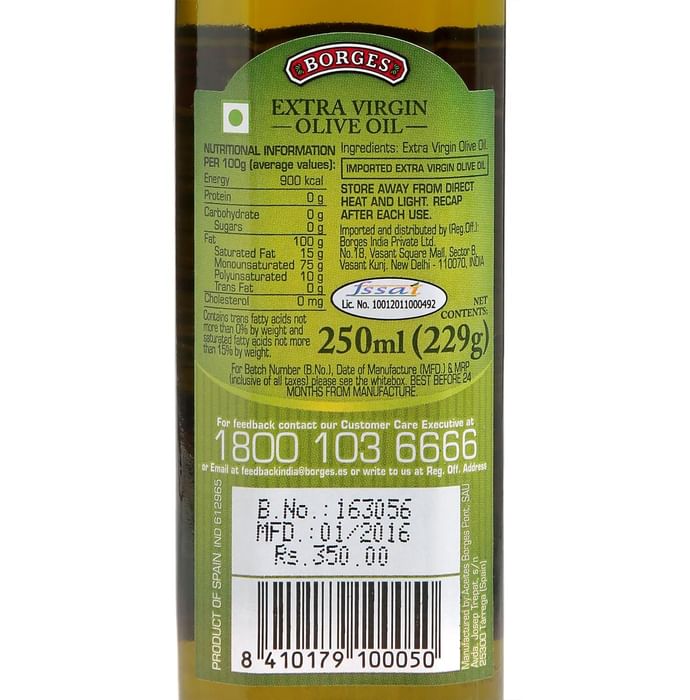 BORGES
EXTRA VIRGIN
OLIVE OIL
NUTRITIONAL INFORMATION
PER 100g (average values):
Energy 900 kcal
Protein 0 g
Carbohydrate 0 g
Sugars 0 g
Fat 100 g
Saturated Fat 15 g
Monounsaturated 75 g
Polyunsaturated 10 g
Trans Fat 0 g
Cholesterol 0 mg
Contains trans fatty acids not
more than 0% by weight and
saturated fatty acids not more
than 15% by weight.
Ingredients: Extra Virgin Olive Oil.
IMPORTED EXTRA VIRGIN OLIVE OIL
STORE AWAY FROM DIRECT
HEAT AND LIGHT. RECAP
AFTER EACH USE.
Imported and distributed by (Reg.Off.):
Borges India Private Ltd.
No.1B, Vasant Square Mall, Sector B,
Vasant Kunj, New Delhi - 110070, INDIA
fssai
Lic. No. 10012011000492
NET
CONTENTS:
250ml (229g)
For Batch Number (B.No.), Date of Manufacture (MFD.) & MRP
(inclusive of all taxes) please see the whitebox. BEST BEFORE 24
MONTHS FROM MANUFACTURE.
For feedback contact our Customer Care Executive at
1800 103 6666
or Email at feedbackindia@borges.es or write to us at Reg. Off. Address
B.No.:163056
MFD.:01/2016
Rs.350.00
8 410179 100050
PRODUCT OF SPAIN IND 612965
Manufactured by:Aceites Borges Pont, SAU
Avda. Josep Trepat, s/n
25300 Tàrrega (Spain)